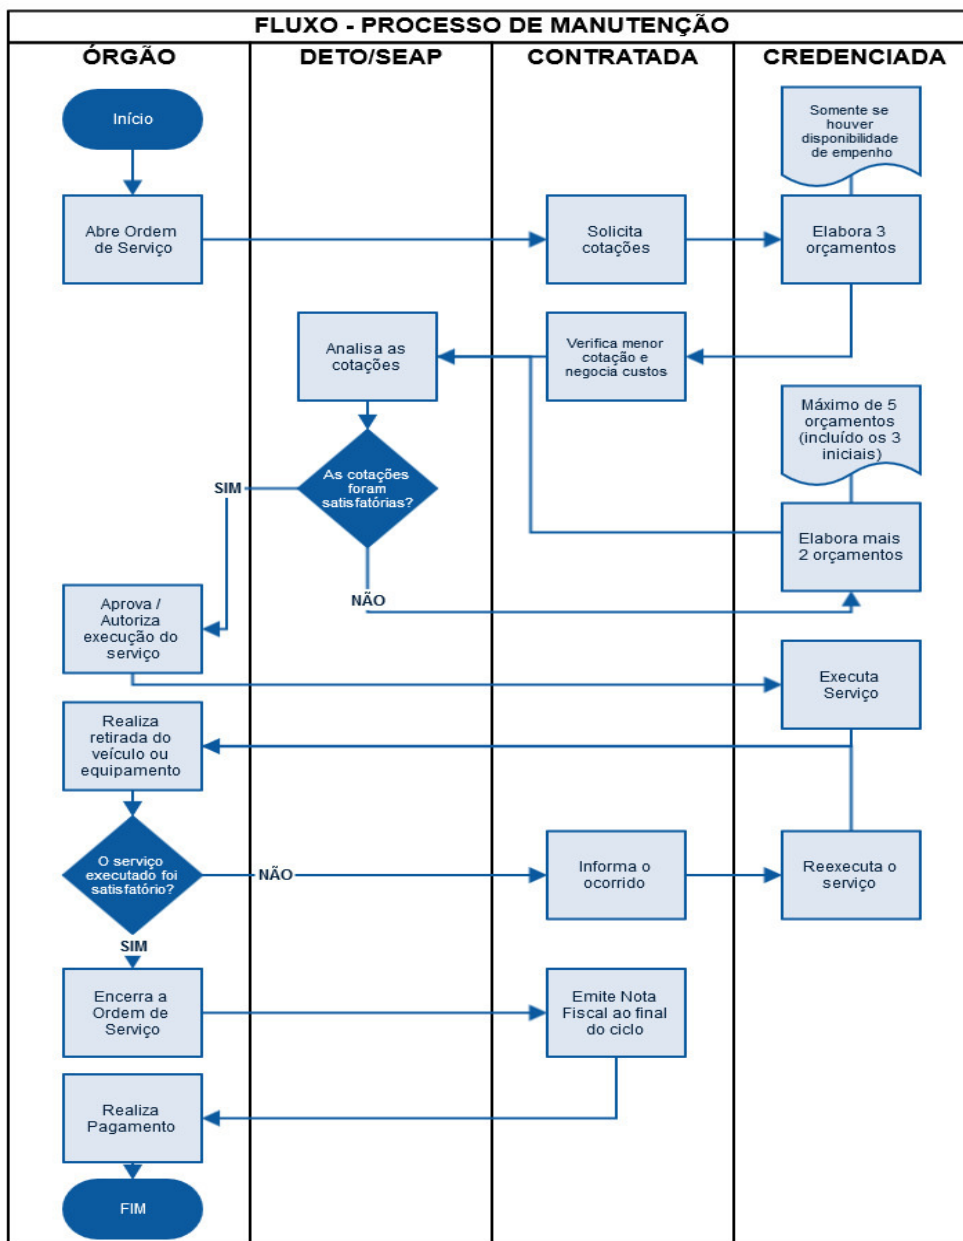 FLUXO - PROCESSO DE MANUTENÇÃO
ÓRGÃO
DETO/SEAP
CONTRATADA
CREDENCIADA
Início
Somente se
houver
disponibilidade
de empenho
Abre Ordem
de Serviço
Solicita
cotações
Elabora 3
orçamentos
Analisa as
cotações
Verifica menor
cotação e
negocia custos
Máximo de 5
orçamentos
(incluído os 3
iniciais)
As cotações
foram
satisfatórias?
SIM
Elabora mais
2 orçamentos
NÃO
Aprova /
Autoriza
execução do
serviço
Executa
Serviço
Realiza
retirada do
veículo ou
equipamento
O serviço
executado foi
satisfatório?
NÃO
Informa o
ocorrido
Reexecuta o
serviço
SIM
Encerra a
Ordem de
Serviço
Emite Nota
Fiscal ao final
do ciclo
Realiza
Pagamento
FIM